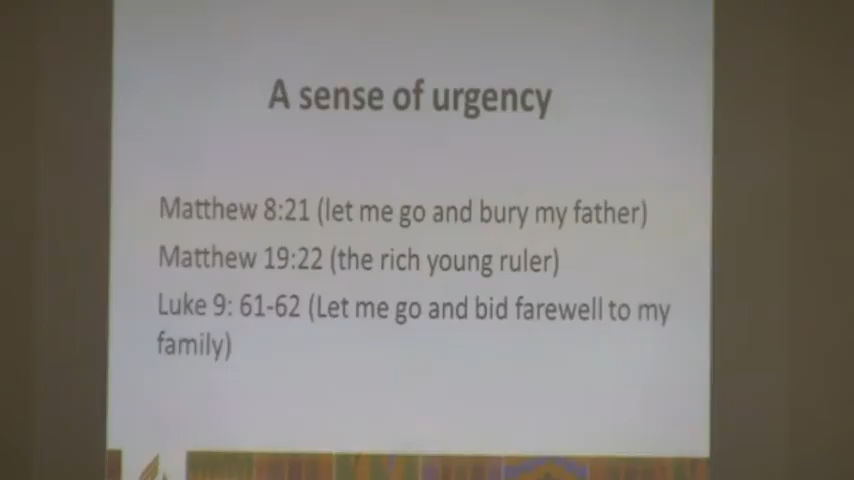 A sense of urgency
Matthew 8:21 (let me go and bury my father)
Matthew 19:22 (the rich young ruler)
Luke 9: 61-62 (Let me go and bid farewell to my
family)